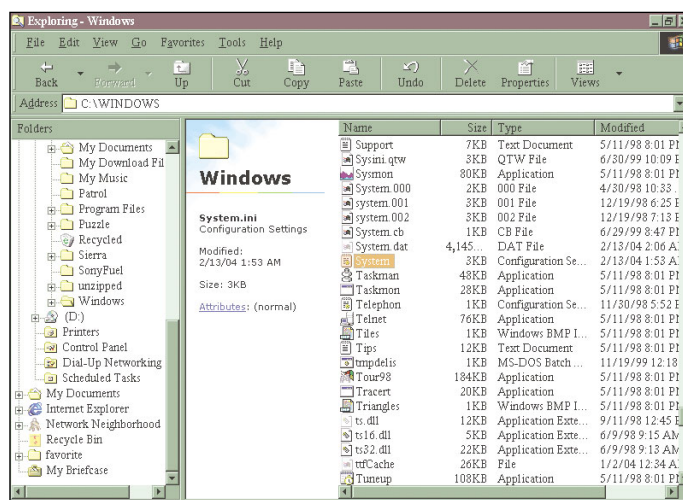 Exploring - Windows
File Edit View Go Favorites Tools Help
Back Forward Up Cut Copy Paste Undo Delete Properties Views
Address C:\WINDOWS
Folders
My Documents
My Download Fil
My Music
Patrol
Program Files
Puzzle
Recycled
Sierra
SonyFuel
unzipped
Windows
(D:)
Printers
Control Panel
Dial-Up Networking
Scheduled Tasks
My Documents
Internet Explorer
Network Neighborhood
Recycle Bin
favorite
My Briefcase
Windows
System.ini
Configuration Settings
Modified:
2/13/04 1:53 AM
Size: 3KB
Attributes: (normal)
Name Size Type Modified
Support 7KB Text Document 5/11/98 8:01 PM
Sysini.qtw 3KB QTW File 6/30/99 10:09 P
Sysmon 80KB Application 5/11/98 8:01 PM
System.000 2KB 000 File 4/30/98 10:33 .
system.001 3KB 001 File 12/19/98 6:25 P
system.002 3KB 002 File 12/19/98 7:13 P
System.cb 1KB CB File 6/29/99 8:47 PM
System.dat 4,145... DAT File 2/13/04 2:06 A
System 3KB Configuration Se... 2/13/04 1:53 A
Taskman 48KB Application 5/11/98 8:01 PM
Taskmon 28KB Application 5/11/98 8:01 PM
Telephon 1KB Configuration Se... 11/30/98 5:52 P
Telnet 76KB Application 5/11/98 8:01 PM
Tiles 1KB Windows BMP I... 5/11/98 8:01 PM
Tips 12KB Text Document 5/11/98 8:01 PM
tmpdelis 1KB MS-DOS Batch ... 11/19/99 12:18
Tour98 184KB Application 5/11/98 8:01 PM
Tracert 20KB Application 5/11/98 8:01 PM
Triangles 1KB Windows BMP I... 5/11/98 8:01 PM
ts.dll 12KB Application Exte... 9/11/98 12:45 P
ts16.dll 5KB Application Exte... 6/9/98 9:15 AM
ts32.dll 22KB Application Exte... 6/9/98 9:13 AM
ttfCache 26KB File 1/2/04 12:34 A
Tuneup 108KB Application 5/11/98 8:01 PM